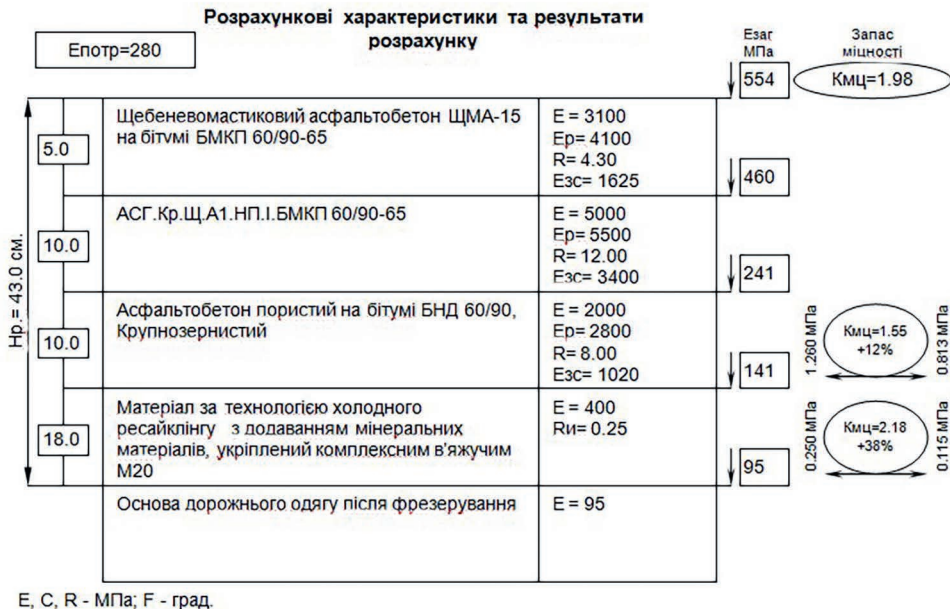 Розрахункові характеристики та результати
розрахунку
Епотр=280
Езаг
МПа
Запас
міцності
554
Кмц=1.98
Нр.= 43.0 см.
5.0
Щебеневомастиковий асфальтобетон ЩМА-15
на бітумі БМКП 60/90-65
E = 3100
Ep= 4100
R= 4.30
Eзс= 1625
460
10.0
АСГ.Кр.Щ.А1.НП.І.БМКП 60/90-65
E = 5000
Ep= 5500
R= 12.00
Eзс= 3400
241
10.0
Асфальтобетон пористий на бітумі БНД 60/90,
Крупнозернистий
E = 2000
Ep= 2800
R= 8.00
Eзс= 1020
141
1.260 МПа
Кмц=1.55
+12%
0.813 МПа
18.0
Матеріал за технологією холодного
ресайклінгу з додаванням мінеральних
матеріалів, укріплений комплексним в'яжучим
М20
E = 400
Rи= 0.25
95
0.250 МПа
Кмц=2.18
+38%
0.115 МПа
Основа дорожнього одягу після фрезерування
E = 95
E, C, R - МПа; F - град.